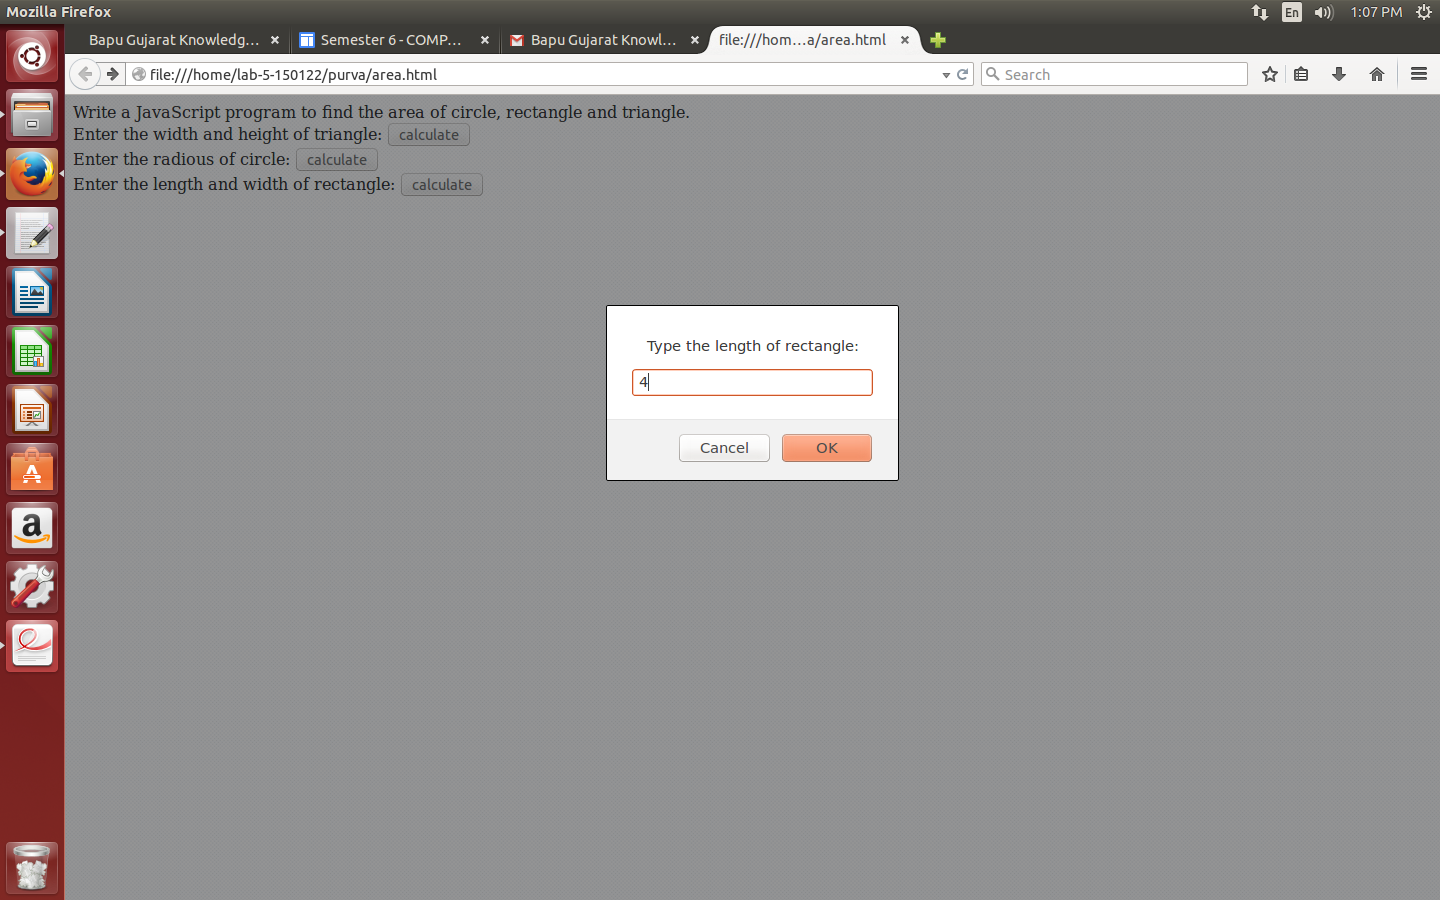 Mozilla Firefox
En
1:07 PM
Bapu Gujarat Knowledg...
Semester 6 - COMP...
Bapu Gujarat Knowl...
file:///hom...a/area.html
file:///home/lab-5-150122/purva/area.html
Search
Write a JavaScript program to find the area of circle, rectangle and triangle.
Enter the width and height of triangle: calculate
Enter the radious of circle: calculate
Enter the length and width of rectangle: calculate
Type the length of rectangle:
4
Cancel
OK